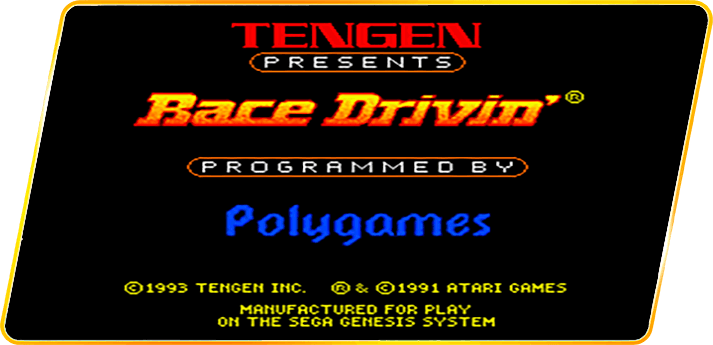 TENGEN
PRESENTS
Race Drivin'®
PROGRAMMED BY
Polygames
©1993 TENGEN INC. ® & ©1991 ATARI GAMES
MANUFACTURED FOR PLAY
ON THE SEGA GENESIS SYSTEM